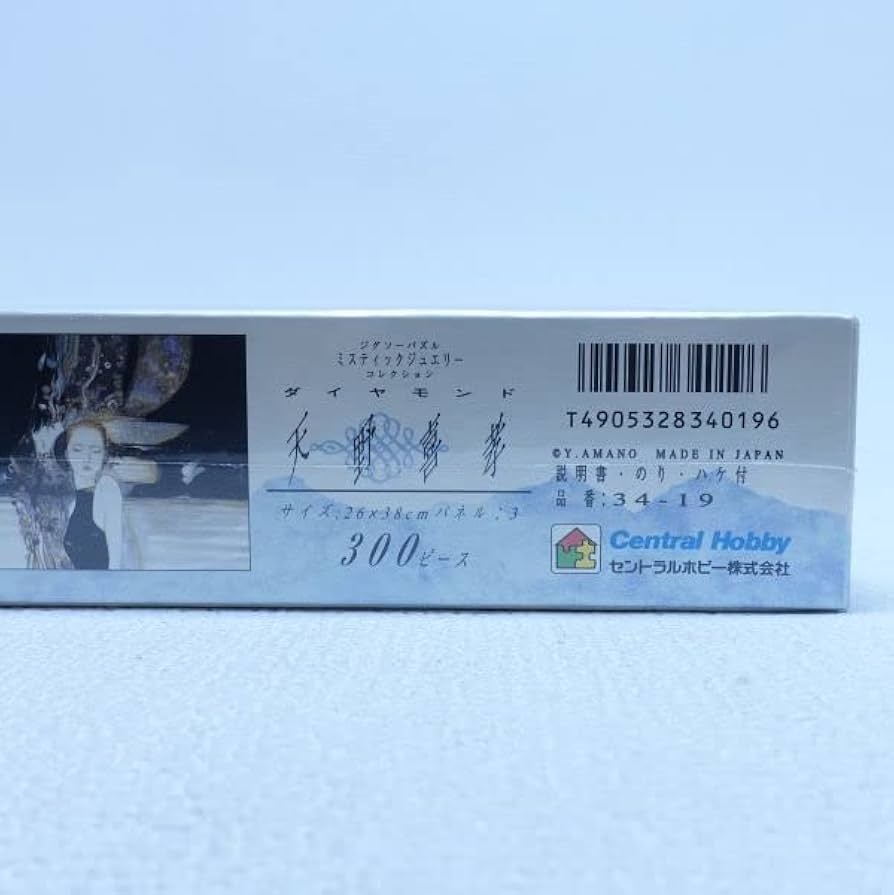 ジグソーパズル
ミスティックジュエリー
コレクション
ダイヤモンド
天野喜孝
サイズ:26×38cmパネル:3
300ピース
T4905328340196
©Y.AMANO MADE IN JAPAN
説明書・のり・ハケ付
品番:34-19
Central Hobby
セントラルホビー株式会社